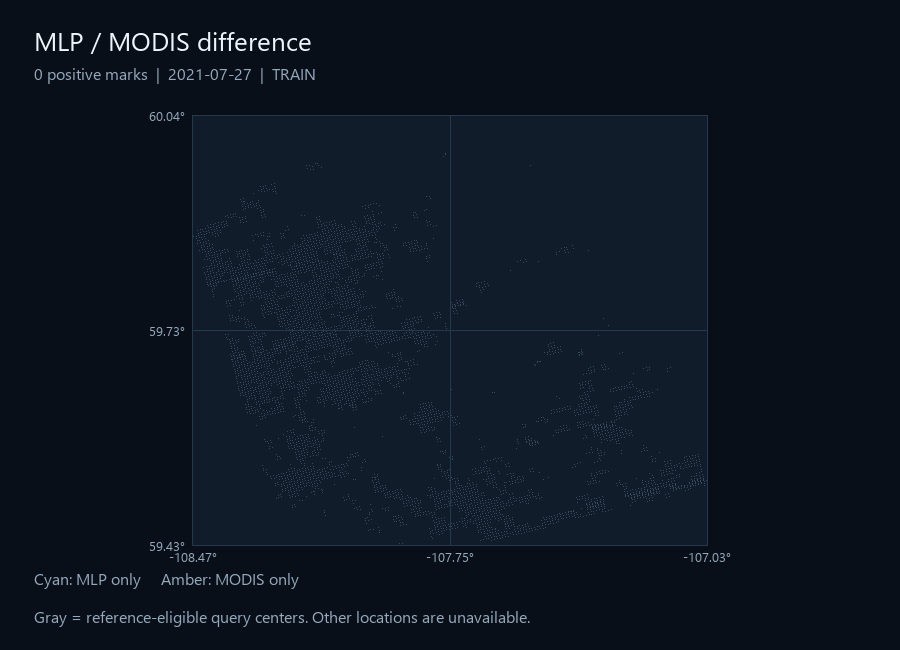 MLP / MODIS difference
0 positive marks | 2021-07-27 | TRAIN
60.04°
59.73°
59.43°
-108.47° -107.75° -107.03°
Cyan: MLP only Amber: MODIS only
Gray = reference-eligible query centers. Other locations are unavailable.